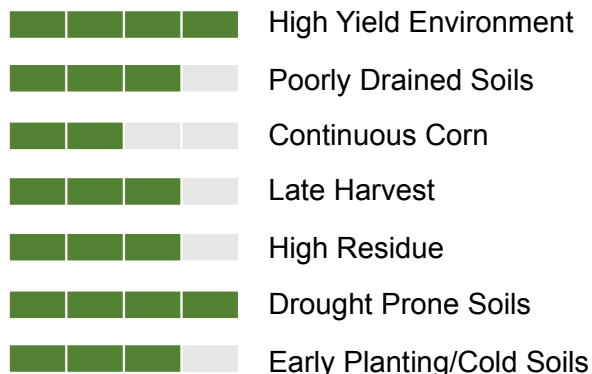 High Yield Environment
Poorly Drained Soils
Continuous Corn
Late Harvest
High Residue
Drought Prone Soils
Early Planting/Cold Soils